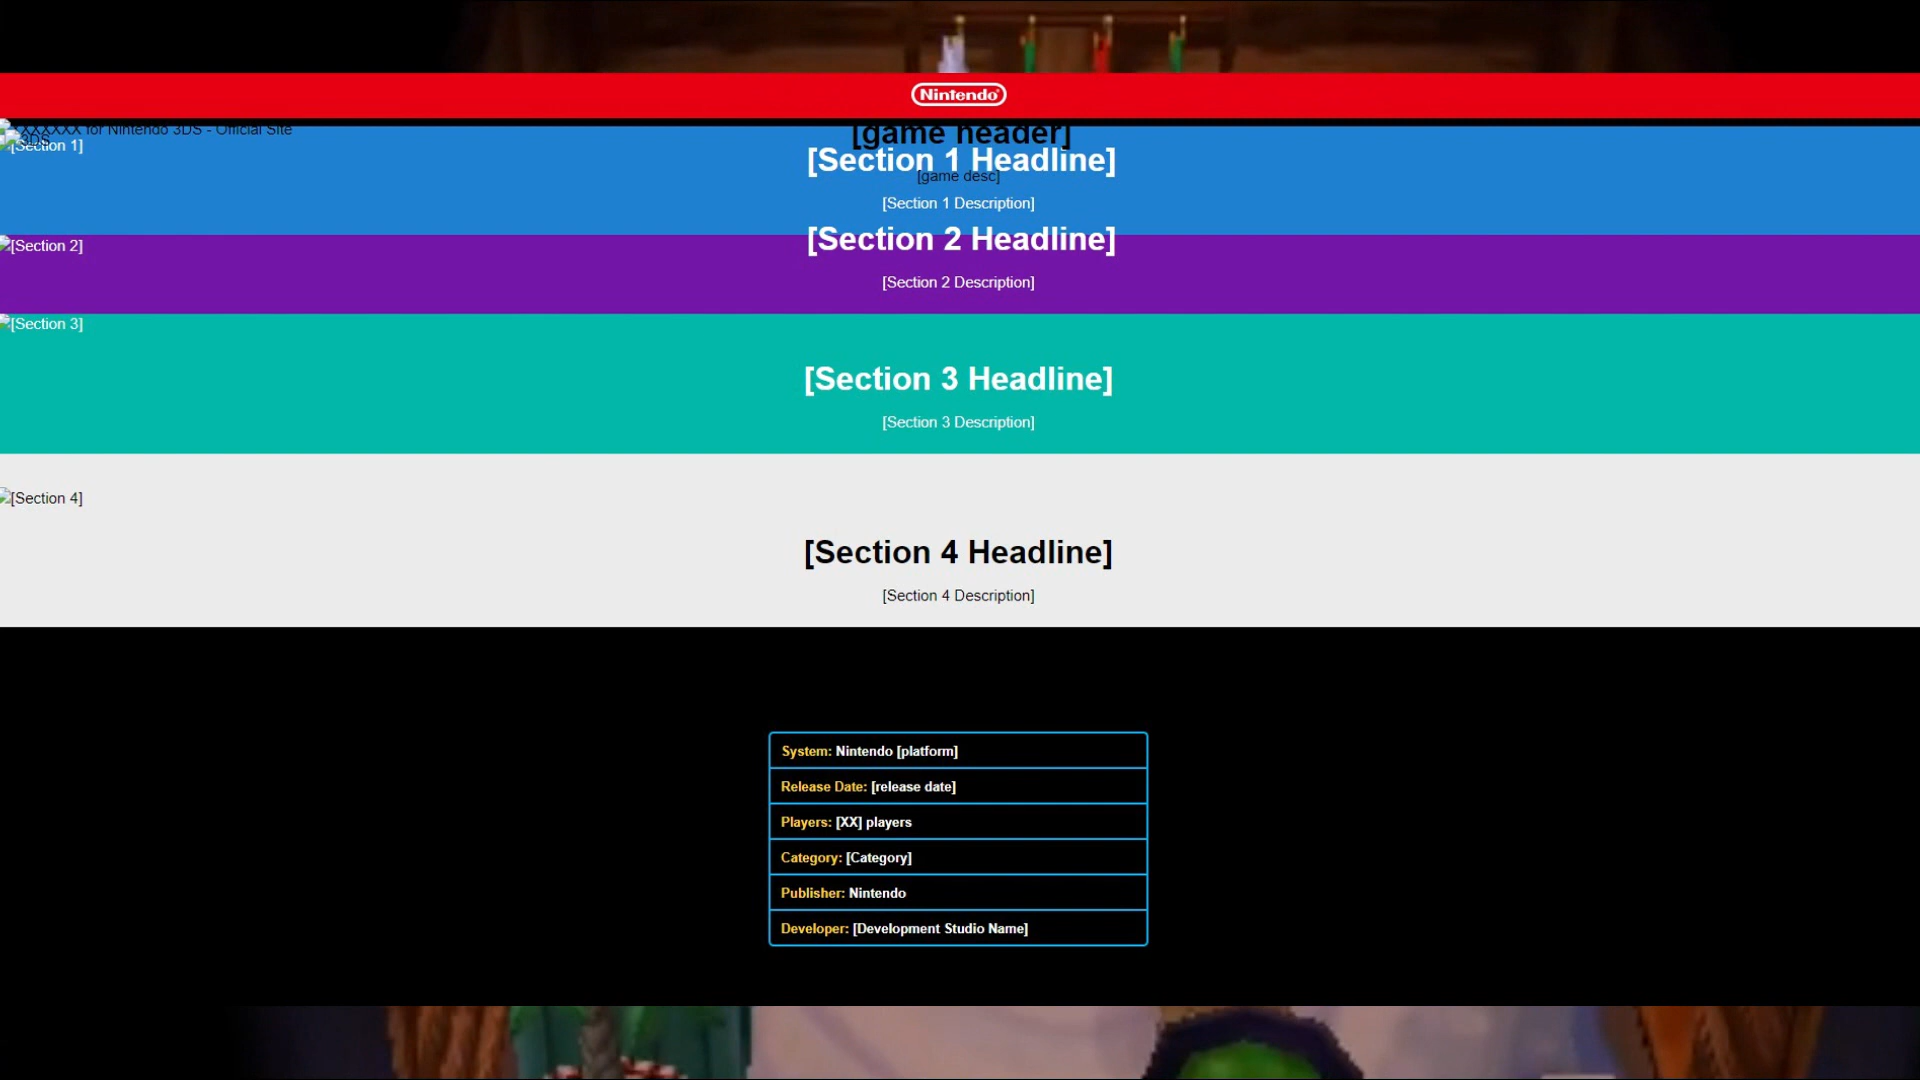 Nintendo
XXXXXX for Nintendo 3DS - Official Site
3DS
[game header]
[Section 1]
[Section 1 Headline]
[game desc]
[Section 1 Description]
[Section 2]
[Section 2 Headline]
[Section 2 Description]
[Section 3]
[Section 3 Headline]
[Section 3 Description]
[Section 4]
[Section 4 Headline]
[Section 4 Description]
System: Nintendo [platform]
Release Date: [release date]
Players: [XX] players
Category: [Category]
Publisher: Nintendo
Developer: [Development Studio Name]